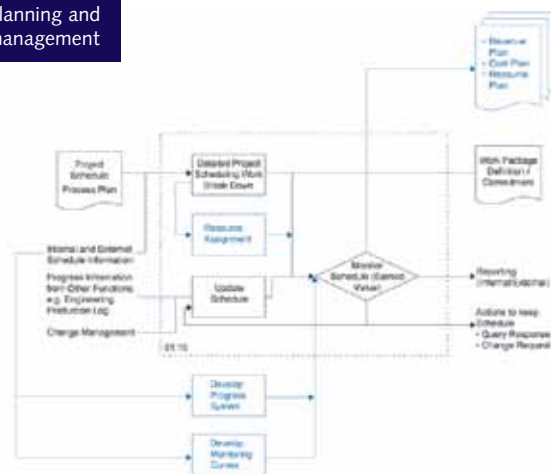 lanning and
management
• Revenue
Plan
• Cost Plan
• Resource
Plan
Project
Schedule
Process Plan
Detailed Project
Scheduling Work
Break Down
Work Package
Definition /
Commitment
Resource
Assignment
Internal and External
Schedule Information
Progress Information
from Other Functions
e.g. Engineering
Production Log
Update
Schedule
Monitor
Schedule (Earned
Value)
Reporting
(Internal/External)
Change Management
Actions to keep
Schedule
• Query Response
• Change Request
Develop
Progress
System
Develop
Monitoring
Curves